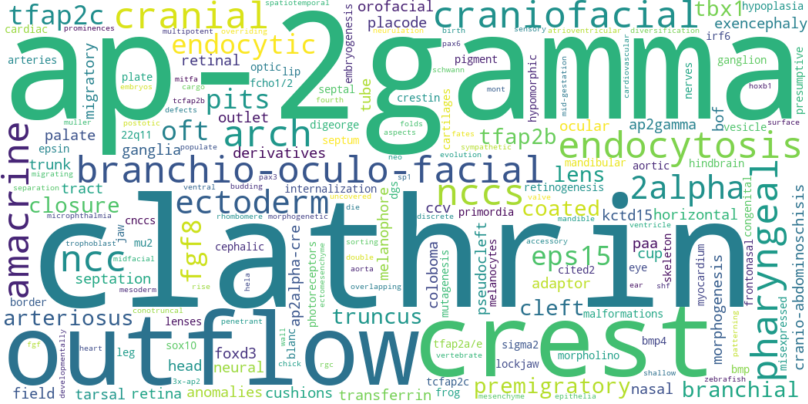 tfap2c cranial spatiotemporal orofacial craniofacial tbx1 hypoplasia
cardiac multipotent overriding placode neurulation birth atrioventricular diversification exencephaly
endocytic embryogenesis pax6 sensory irf6
arteries retinal optic lip pigment schwann ganglion hoxb1
ap-2gamma
migratory plate mitfa cargo septal fcho1/2 tube crestin cartilages hypomorphic mid-gestation nerves cardiovascular presumptive
embryos pits outlet fourth folds mont bof vesicle surface
muller postotic tcfap2b defects digeorge septum aspects fates ocular ap2gamma
palate 22q11 oft arch tfap2b
epsin ganglia populate derivatives neo sympathetic endocytosis
amacrine trunk branchio-oculo-facial evolution sp1 mandibular aortic hindbrain
migrating pax3 lens retinogenesis
separation tract ventral budding internalization dgs nccs 2alpha
closure ectoderm uncovered ccv primordia valve coated kctd15 horizontal congenital
microphthalmia cnccs rhombomere morphogenetic die discrete mandible
trophoblast jaw mu2 cephalic ap2alpha-cre sorting melanophore accessory paa ventricle pharyngeal
ncc midfacial fgf8 double coloboma pseudocleft eps15 cup skeleton
clathrin
mesoderm septation rise hela aorta photoreceptors ectomesenchyme mutagenesis melanocytes adaptor cited2 eye ear shf myocardium frontonasal
border conotruncal overlapping cleft malformations morphogenesis patterning misexpressed cranio-abdominoschisis
arteriosus lenses penetrant wall truncus
outflow crest
fgf heart leg sox10 foxd3 blanc chick rgc tfap2a/e sigma2 morpholino bmp4 shallow bmp
developmentally head neural vertebrate lockjaw zebrafish
field 3x-ap2 anomalies cushions tcfap2c premigratory nasal branchial
tarsal retina transferrin frog mesenchyme epithelia
prominences